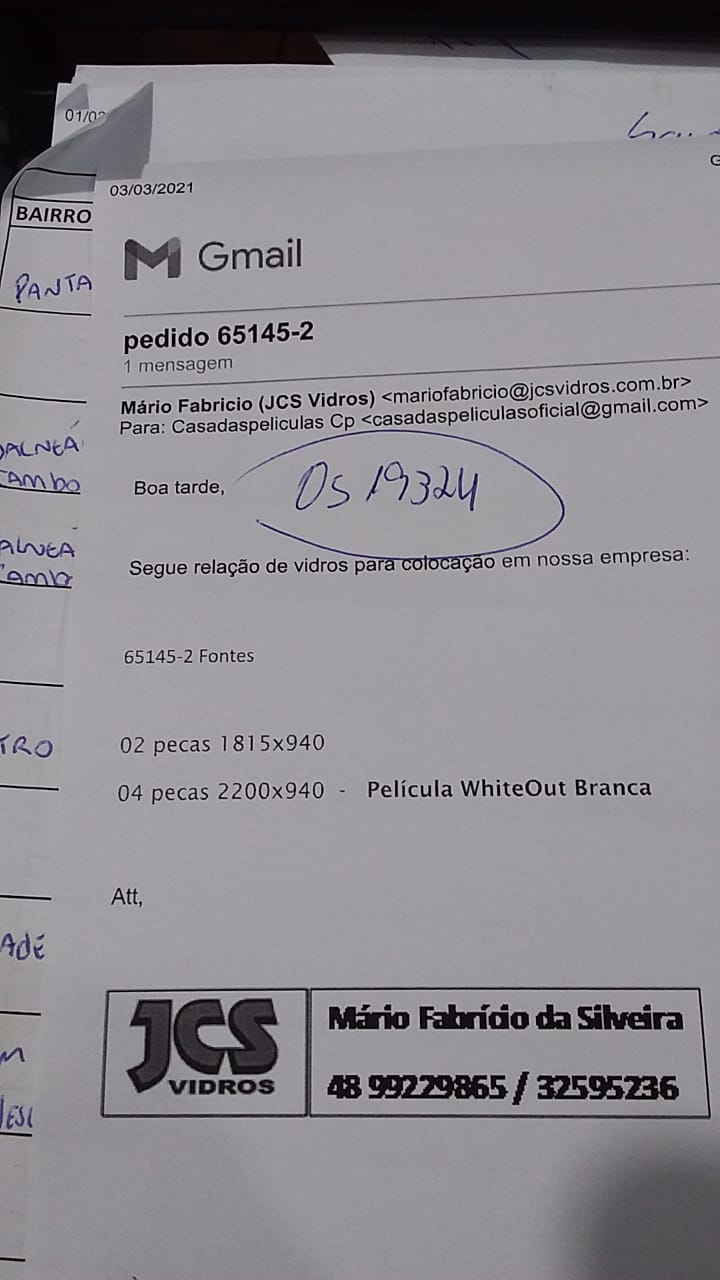 01/02
03/03/2021
BAIRRO
Gmail
PANTA
pedido 65145-2
1 mensagem
Mário Fabricio (JCS Vidros) <mariofabricio@jcsvidros.com.br>
Para: Casadaspeliculas Cp <casadaspeliculasoficial@gmail.com>
Boa tarde,
OS 19324
Segue relação de vidros para colocação em nossa empresa:
65145-2 Fontes
02 pecas 1815x940
04 pecas 2200x940 - Película WhiteOut Branca
Att,
JCS
VIDROS
Mário Fabrício da Silveira
48 99229865 / 32595236